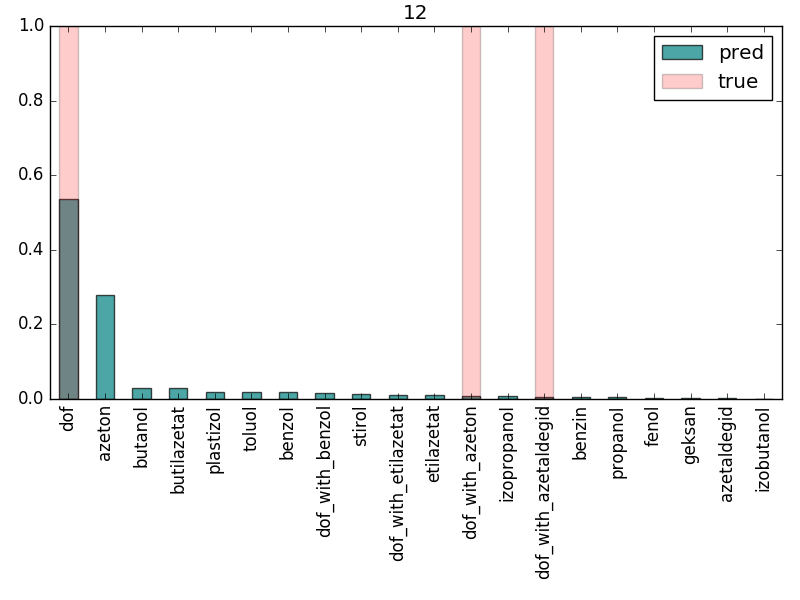 12
1.0
0.8
0.6
0.4
0.2
0.0
pred
true
dof
azeton
butanol
butilazetat
plastizol
toluol
benzol
dof_with_benzol
stirol
dof_with_etilazetat
etilazetat
dof_with_azeton
izopropanol
dof_with_azetaldegid
benzin
propanol
fenol
geksan
azetaldegid
izobutanol